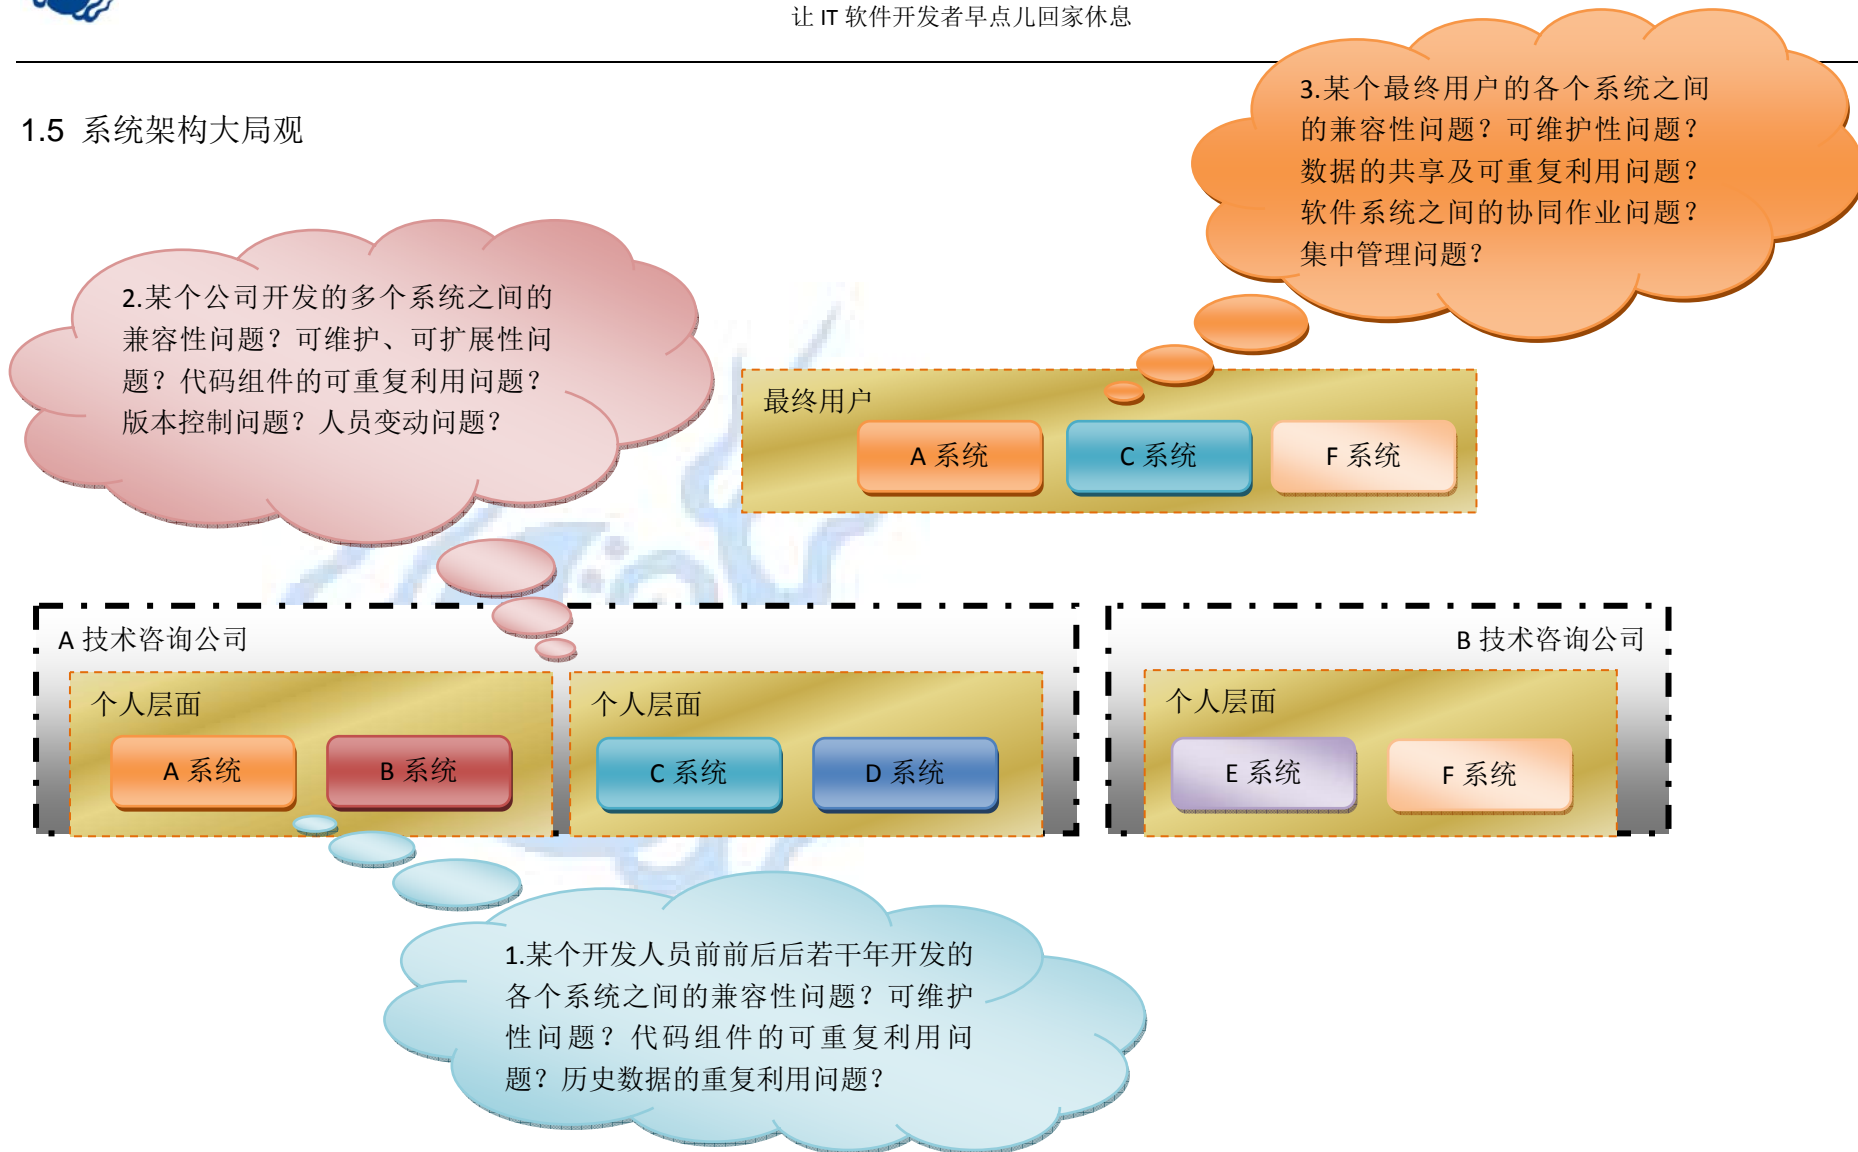 让 IT 软件开发者早点儿回家休息
1.5 系统架构大局观
3.某个最终用户的各个系统之间
的兼容性问题？可维护性问题？
数据的共享及可重复利用问题？
软件系统之间的协同作业问题？
集中管理问题？
2.某个公司开发的多个系统之间的
兼容性问题？可维护、可扩展性问
题？代码组件的可重复利用问题？
版本控制问题？人员变动问题？
最终用户
A 系统
C 系统
F 系统
A 技术咨询公司
B 技术咨询公司
个人层面
个人层面
个人层面
A 系统
B 系统
C 系统
D 系统
E 系统
F 系统
1.某个开发人员前前后后若干年开发的
各个系统之间的兼容性问题？可维护
性问题？代码组件的可重复利用问
题？历史数据的重复利用问题？